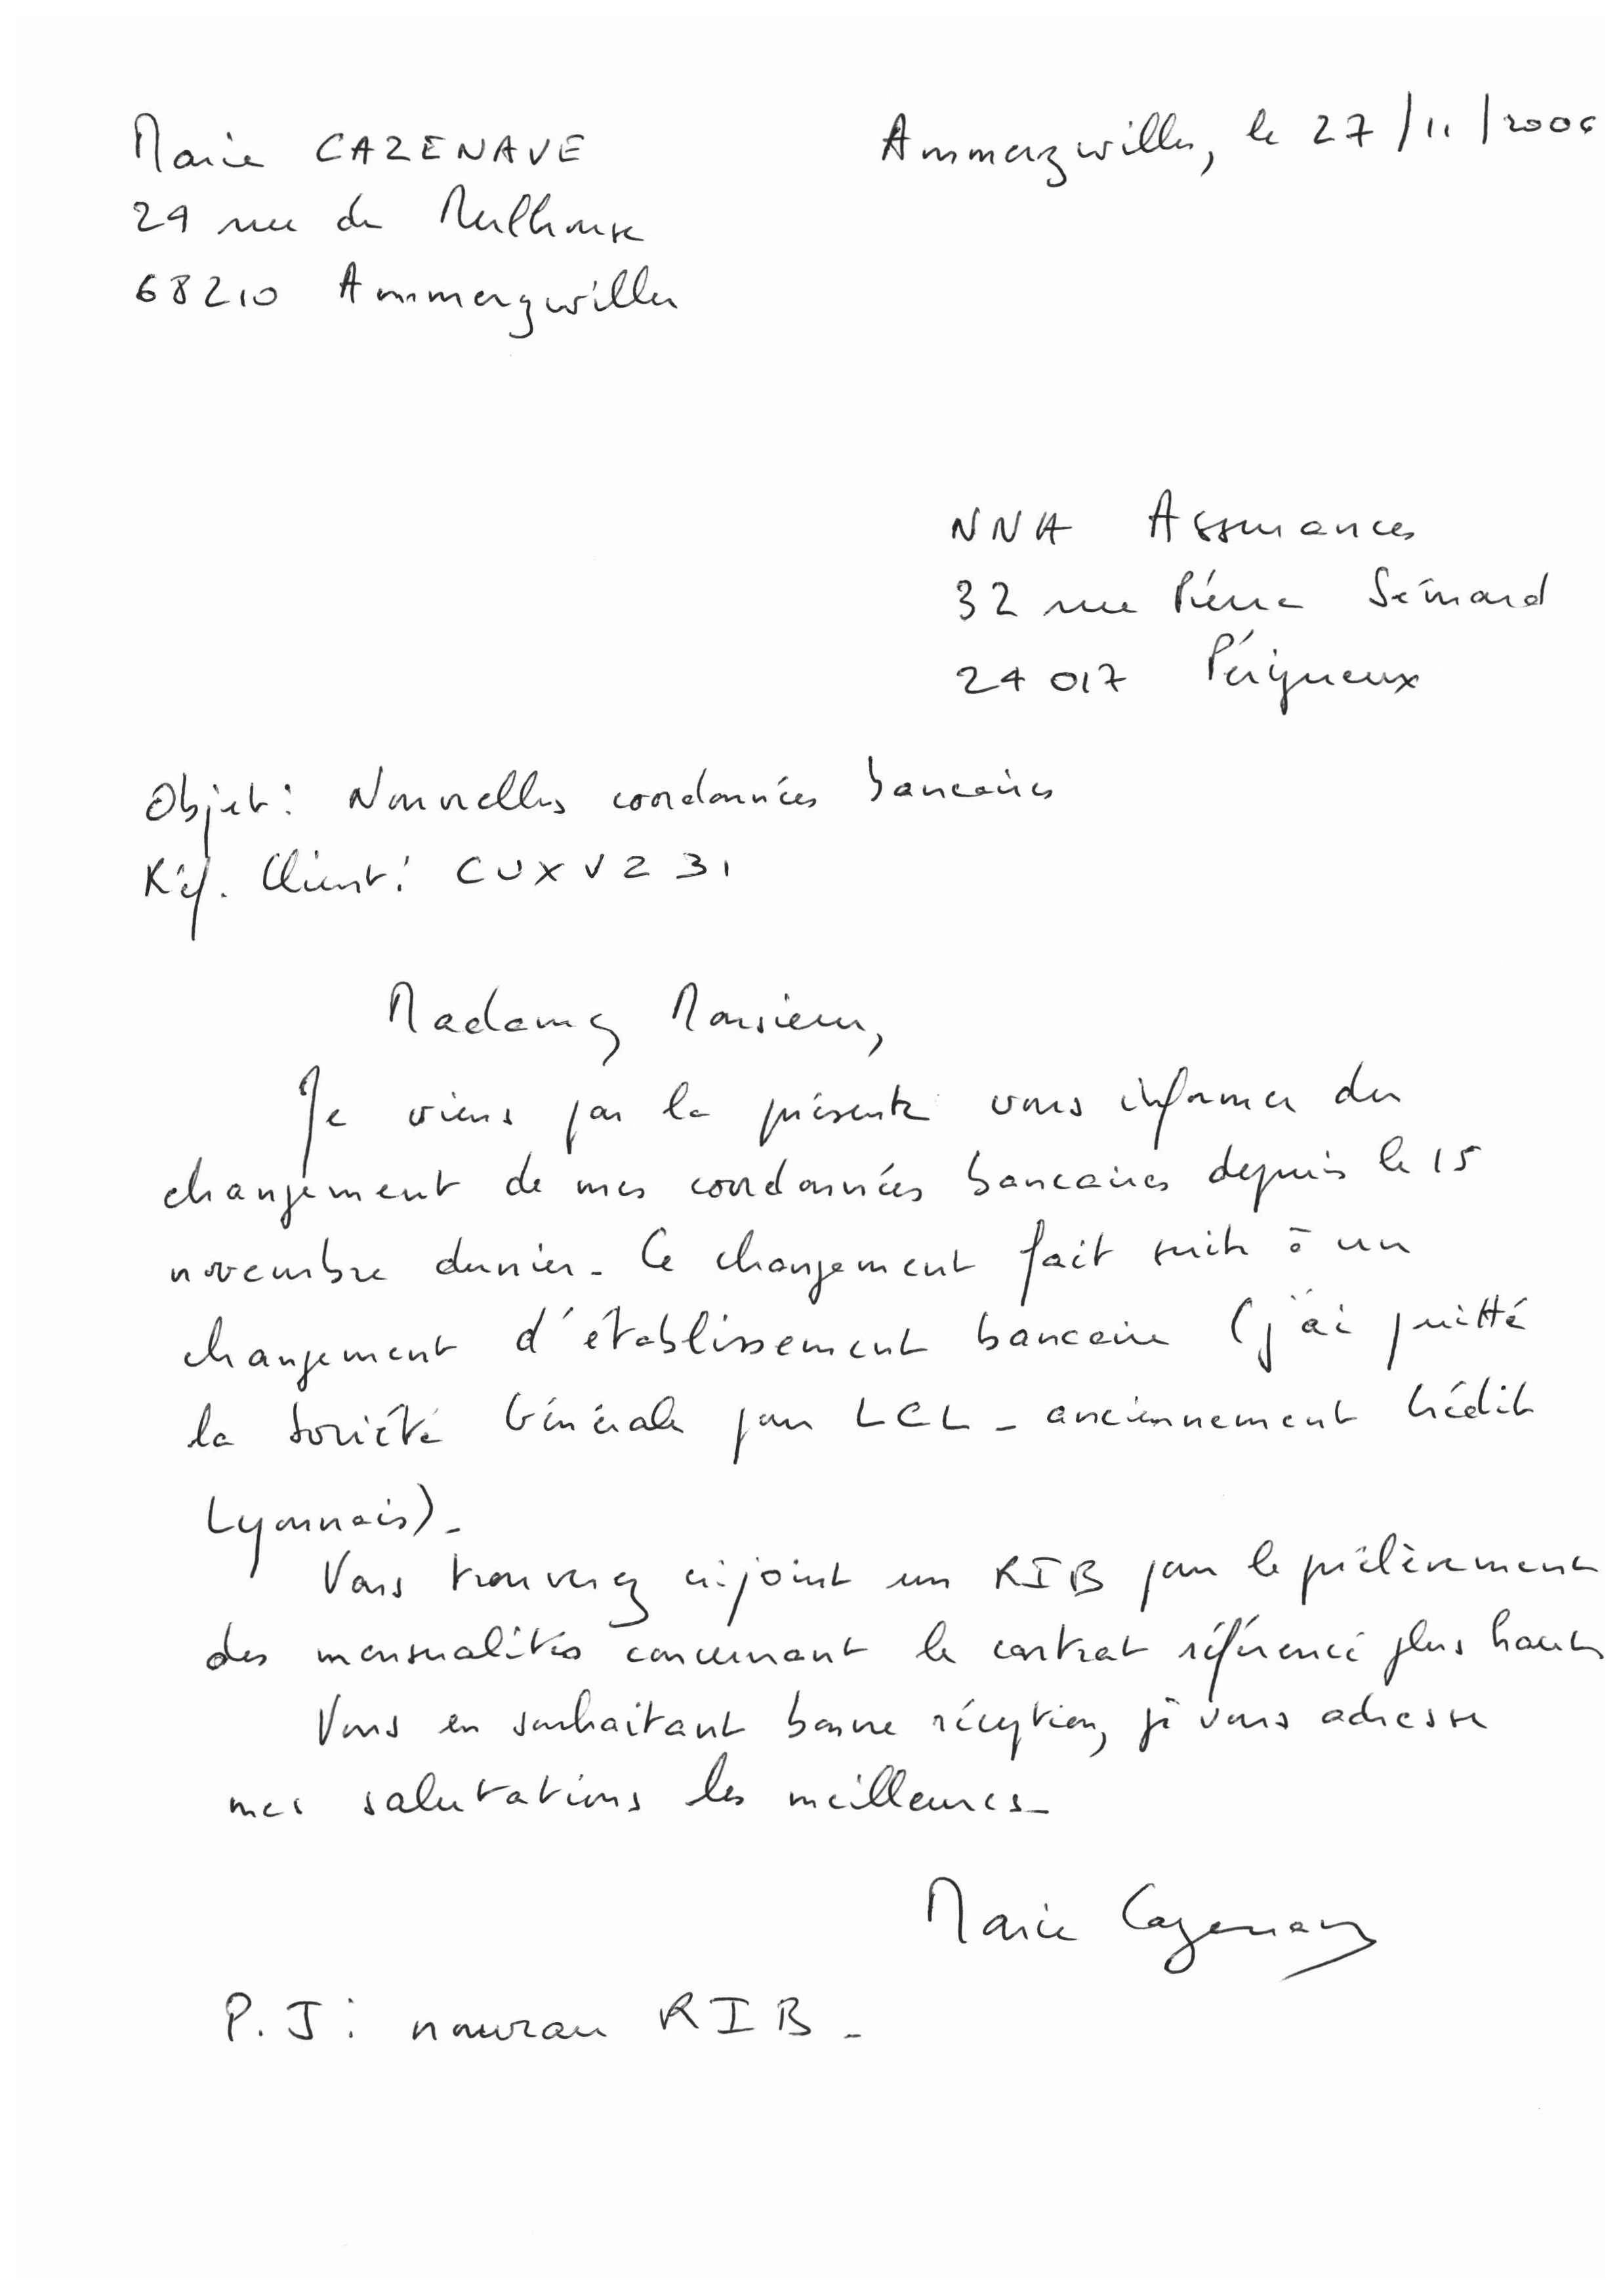 Marie CAZENAVE
Ammerzwiller, le 27/11/2006
29 rue de Mulhouse
68210 Ammerzwiller
NNA Assurances
32 rue Pierre Sémard
24017 Périgueux
Objet : Nouvelles coordonnées bancaires
Réf. Client : CUXVZ31
Madame, Monsieur,
Je viens par la présente vous informer du
changement de mes coordonnées bancaires depuis le 15
novembre dernier. Ce changement fait suite à un
changement d'établissement bancaire (j'ai quitté
la Société Générale pour LCL - anciennement Crédit
Lyonnais).
Vous trouverez ci-joint un RIB pour le prélèvement
des mensualités concernant le contrat référencé plus haut.
Vous en souhaitant bonne réception, je vous adresse
mes salutations les meilleures.
Marie Cazenave
P.J : nouveau RIB.